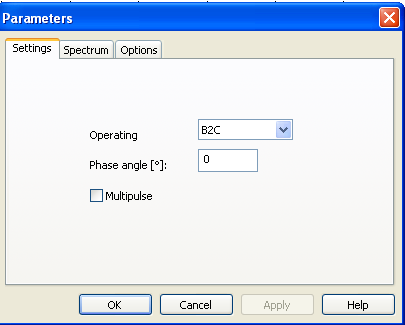 Parameters
Settings Spectrum Options
Operating B2C
Phase angle [°]: 0
Multipulse
OK Cancel Apply Help